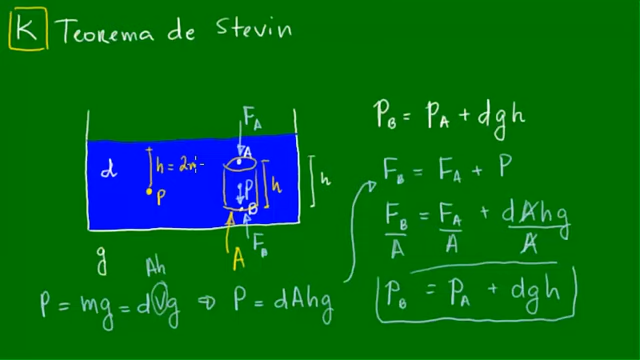 K Teorema de Stevin
P_B = P_A + dgh
F_A
A
d
h = 2m
P
P
h
h
B
F_B
A
g
F_B = F_A + P
F_B/A = F_A/A + dAhg/A
P_B = P_A + dgh
Ah
P = mg = dVg ⇒ P = dAhg